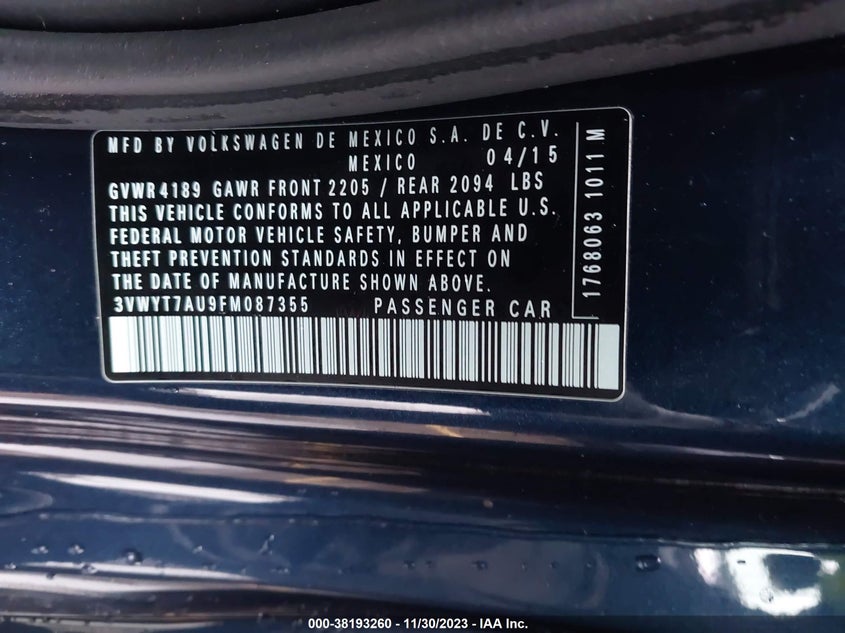 MFD BY VOLKSWAGEN DE MEXICO S.A. DE C.V.
MEXICO 04/15
GVWR4189 GAWR FRONT 2205 / REAR 2094 LBS
THIS VEHICLE CONFORMS TO ALL APPLICABLE U.S.
FEDERAL MOTOR VEHICLE SAFETY, BUMPER AND
THEFT PREVENTION STANDARDS IN EFFECT ON
THE DATE OF MANUFACTURE SHOWN ABOVE.
3VWYT7AU9FM087355 PASSENGER CAR
1768063 1011 M
000-38193260 - 11/30/2023 - IAA Inc.